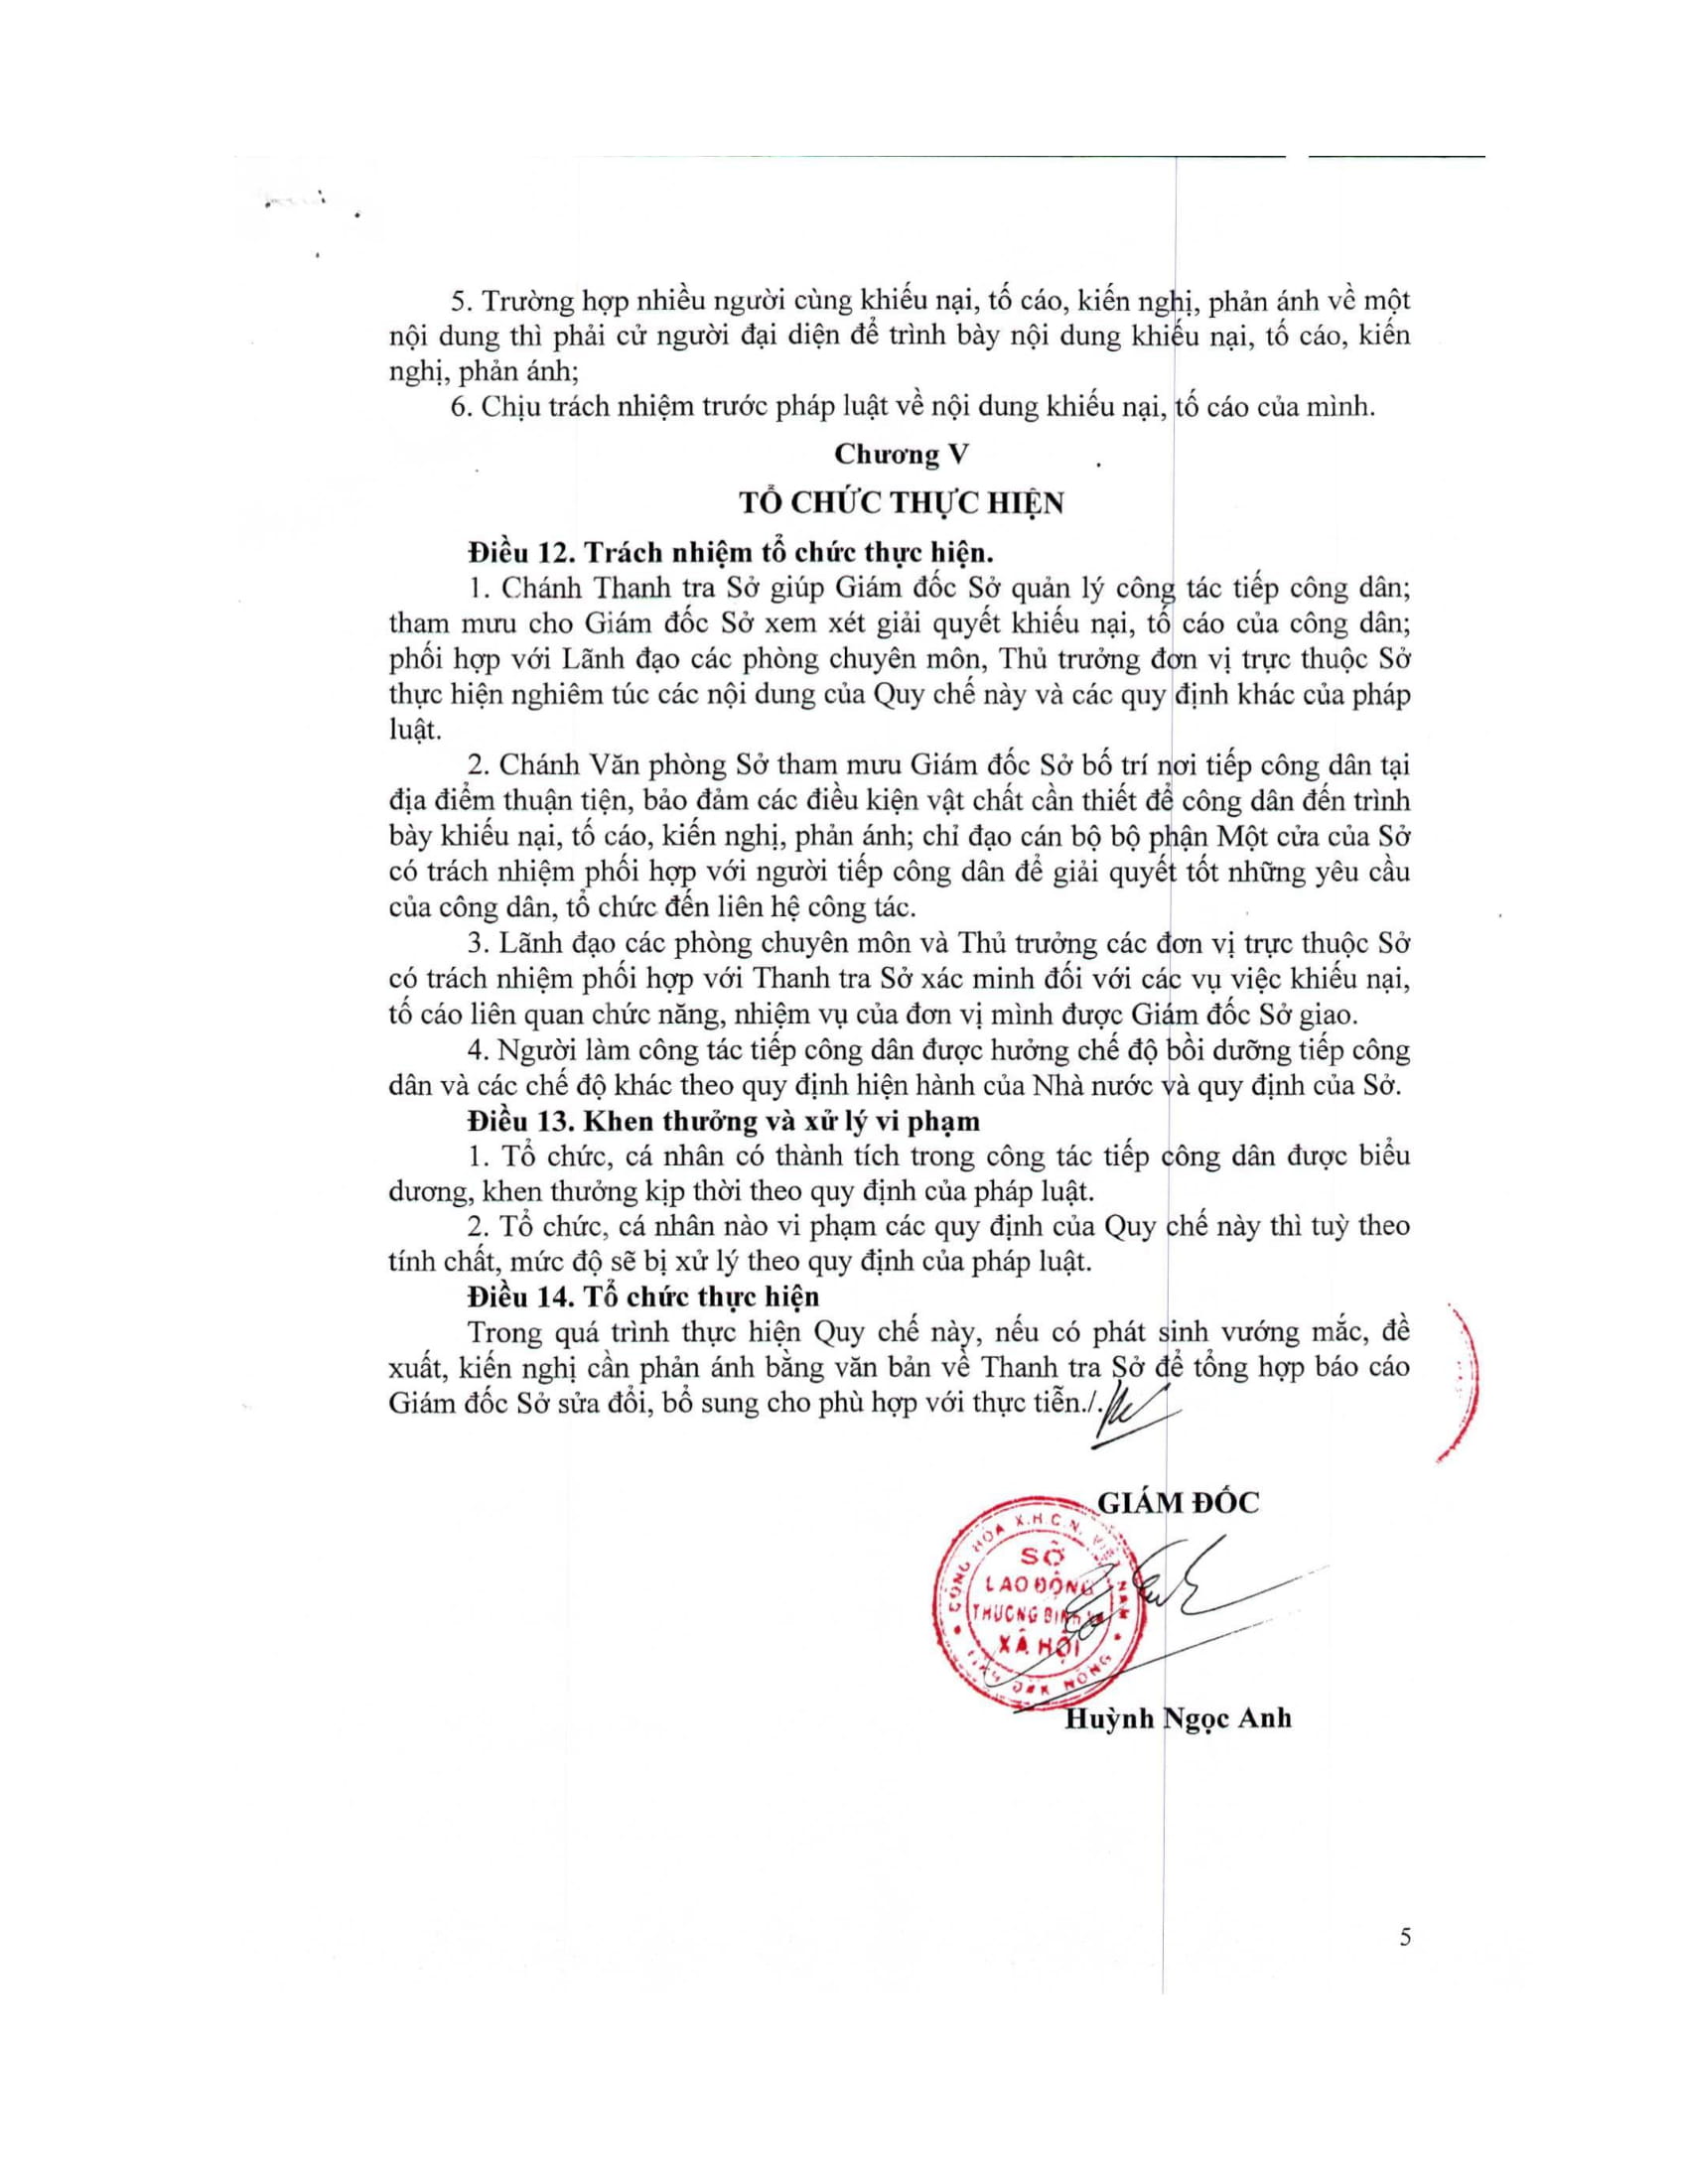 5. Trường hợp nhiều người cùng khiếu nại, tố cáo, kiến nghị, phản ánh về một
nội dung thì phải cử người đại diện để trình bày nội dung khiếu nại, tố cáo, kiến
nghị, phản ánh;
6. Chịu trách nhiệm trước pháp luật về nội dung khiếu nại, tố cáo của mình.
Chương V
TỔ CHỨC THỰC HIỆN
Điều 12. Trách nhiệm tổ chức thực hiện.
1. Chánh Thanh tra Sở giúp Giám đốc Sở quản lý công tác tiếp công dân;
tham mưu cho Giám đốc Sở xem xét giải quyết khiếu nại, tố cáo của công dân;
phối hợp với Lãnh đạo các phòng chuyên môn, Thủ trưởng đơn vị trực thuộc Sở
thực hiện nghiêm túc các nội dung của Quy chế này và các quy định khác của pháp
luật.
2. Chánh Văn phòng Sở tham mưu Giám đốc Sở bố trí nơi tiếp công dân tại
địa điểm thuận tiện, bảo đảm các điều kiện vật chất cần thiết để công dân đến trình
bày khiếu nại, tố cáo, kiến nghị, phản ánh; chỉ đạo cán bộ bộ phận Một cửa của Sở
có trách nhiệm phối hợp với người tiếp công dân để giải quyết tốt những yêu cầu
của công dân, tổ chức đến liên hệ công tác.
3. Lãnh đạo các phòng chuyên môn và Thủ trưởng các đơn vị trực thuộc Sở
có trách nhiệm phối hợp với Thanh tra Sở xác minh đối với các vụ việc khiếu nại,
tố cáo liên quan chức năng, nhiệm vụ của đơn vị mình được Giám đốc Sở giao.
4. Người làm công tác tiếp công dân được hưởng chế độ bồi dưỡng tiếp công
dân và các chế độ khác theo quy định hiện hành của Nhà nước và quy định của Sở.
Điều 13. Khen thưởng và xử lý vi phạm
1. Tổ chức, cá nhân có thành tích trong công tác tiếp công dân được biểu
dương, khen thưởng kịp thời theo quy định của pháp luật.
2. Tổ chức, cá nhân nào vi phạm các quy định của Quy chế này thì tuỳ theo
tính chất, mức độ sẽ bị xử lý theo quy định của pháp luật.
Điều 14. Tổ chức thực hiện
Trong quá trình thực hiện Quy chế này, nếu có phát sinh vướng mắc, đề
xuất, kiến nghị cần phản ánh bằng văn bản về Thanh tra Sở để tổng hợp báo cáo
Giám đốc Sở sửa đổi, bổ sung cho phù hợp với thực tiễn./.
GIÁM ĐỐC
CỘNG HÒA X.H.C.N. VIỆT NAM
SỞ
LAO ĐỘNG
THƯƠNG BINH
XÃ HỘI
TỈNH ĐĂK NÔNG
Huỳnh Ngọc Anh
5